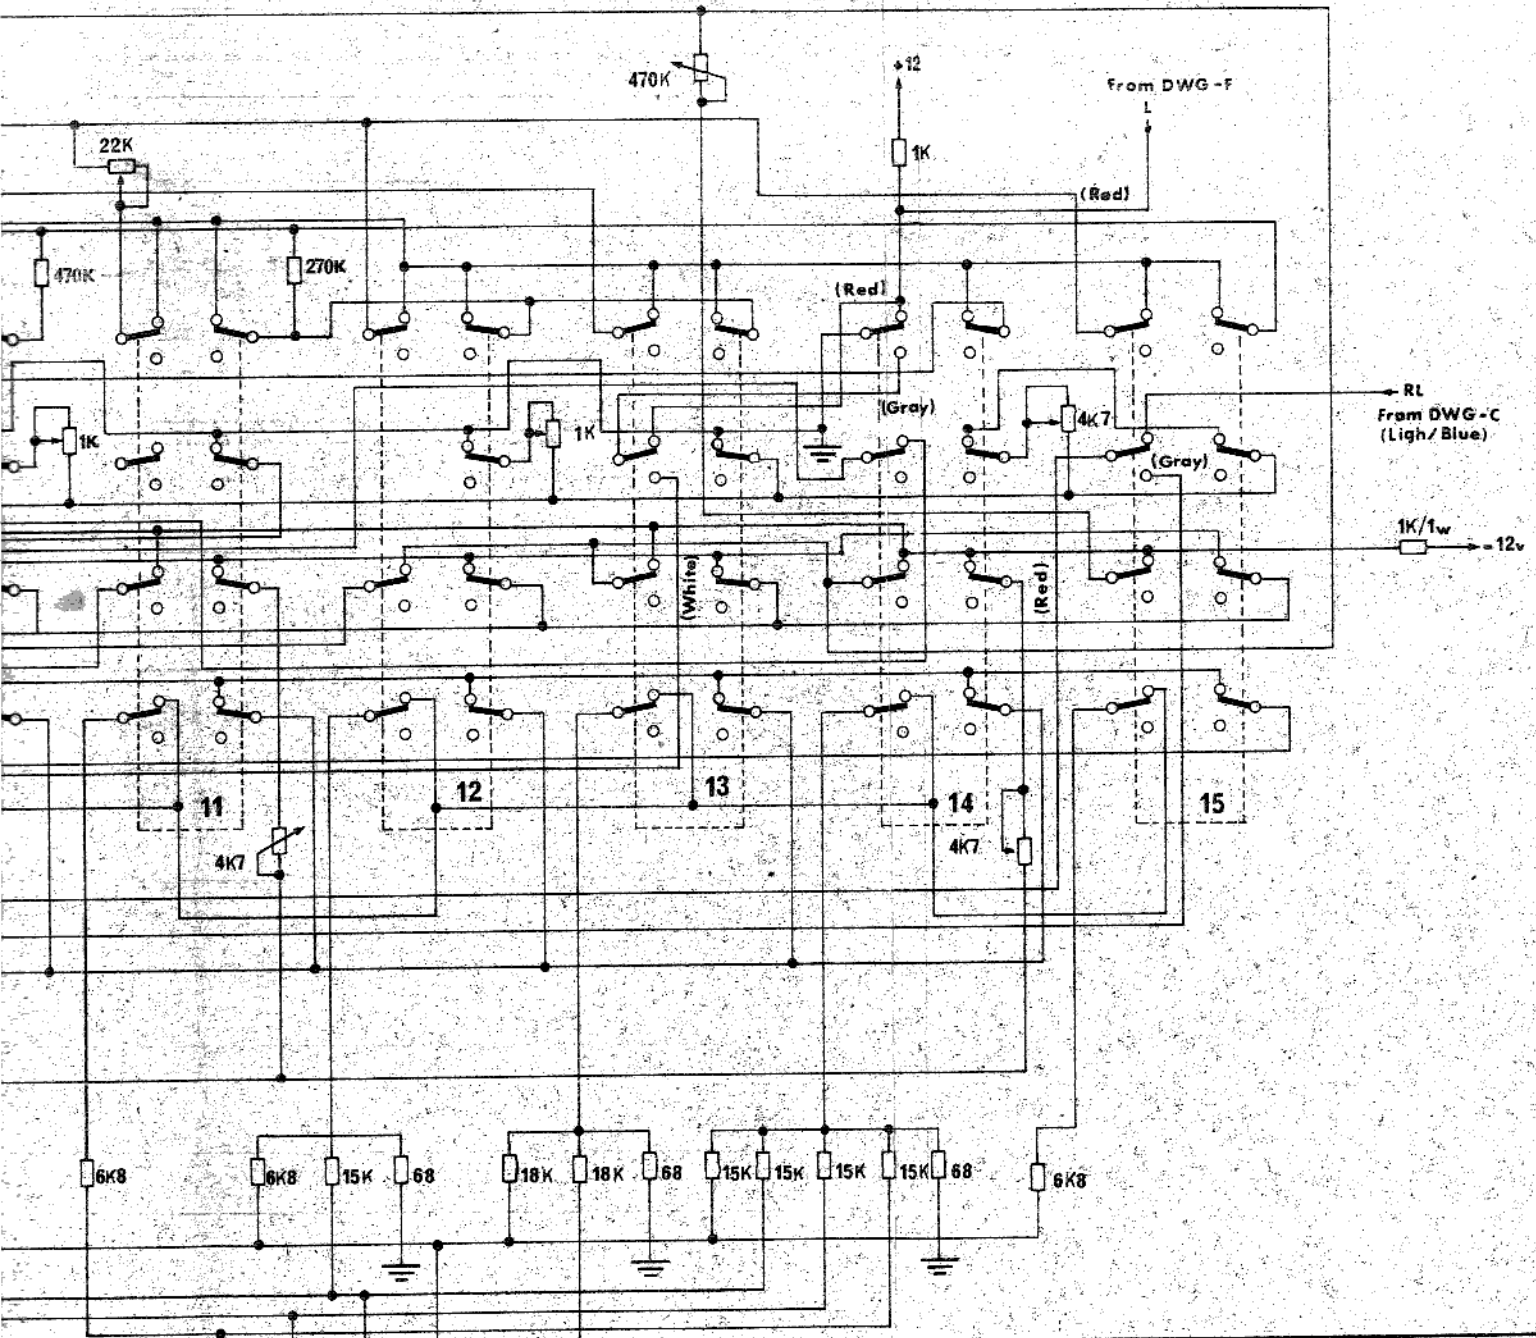 +12
470K
From DWG-F
L
22K
1K
(Red)
470K
270K
(Red)
RL
(Gray)
4K7
From DWG-C
(Ligh/Blue)
1K
1K
(Gray)
1K/1w
-12v
(White)
(Red)
11
12
13
14
15
4K7
4K7
6K8
6K8
15K
68
18K
18K
68
15K
15K
15K
15K
68
6K8